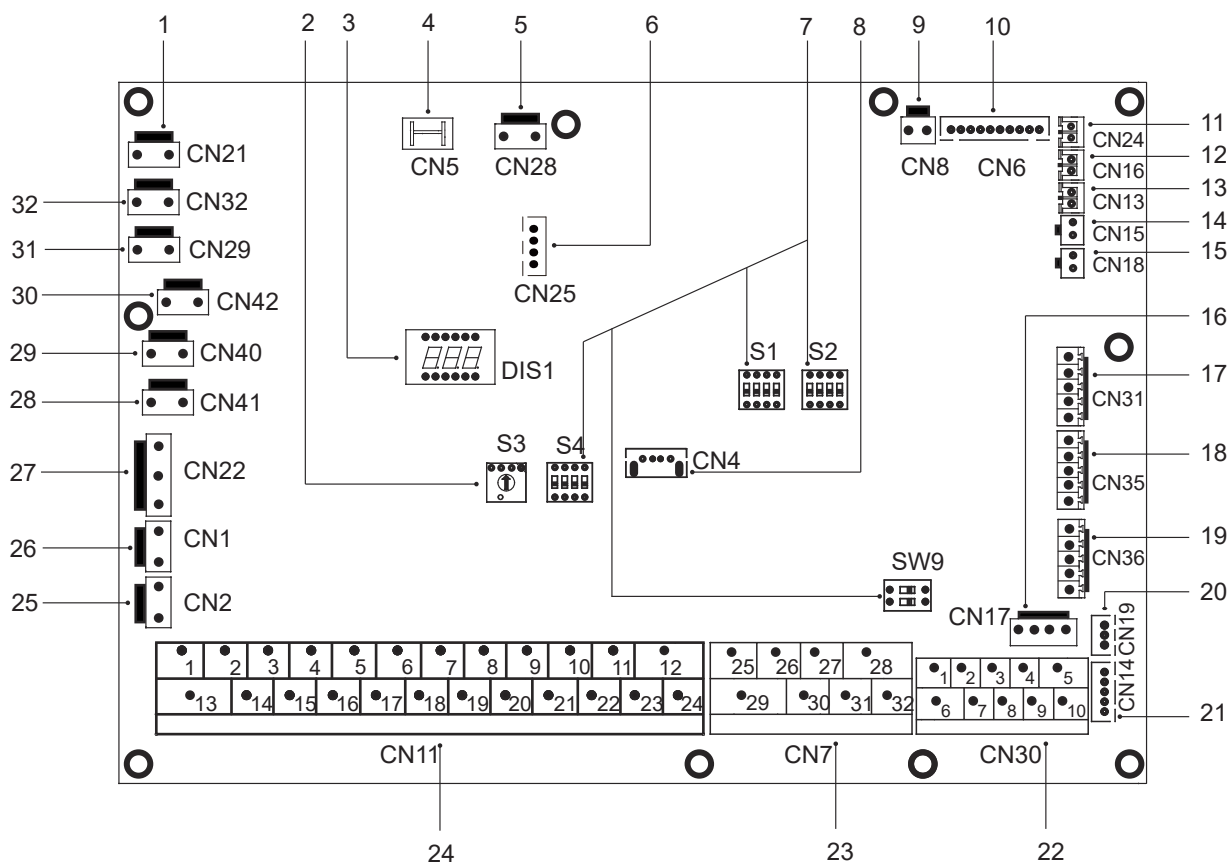 1 2 3 4 5 6 7 8 9 10
CN21 CN5 CN28 CN8 CN6 CN24 11
CN16 12
32 CN32 CN13 13
31 CN29 CN15 14
CN25 CN18 15
30 CN42
29 CN40 DIS1 S1 S2 16
28 CN41 CN31 17
27 CN22 S3 S4 CN4 CN35 18
26 CN1 SW9 CN36 19
25 CN2 CN17 CN19 20
1 2 3 4 5 6 7 8 9 10 11 12 25 26 27 28 1 2 3 4 5 CN14
13 14 15 16 17 18 19 20 21 22 23 24 29 30 31 32 6 7 8 9 10 21
CN11 CN7 CN30
24 23 22